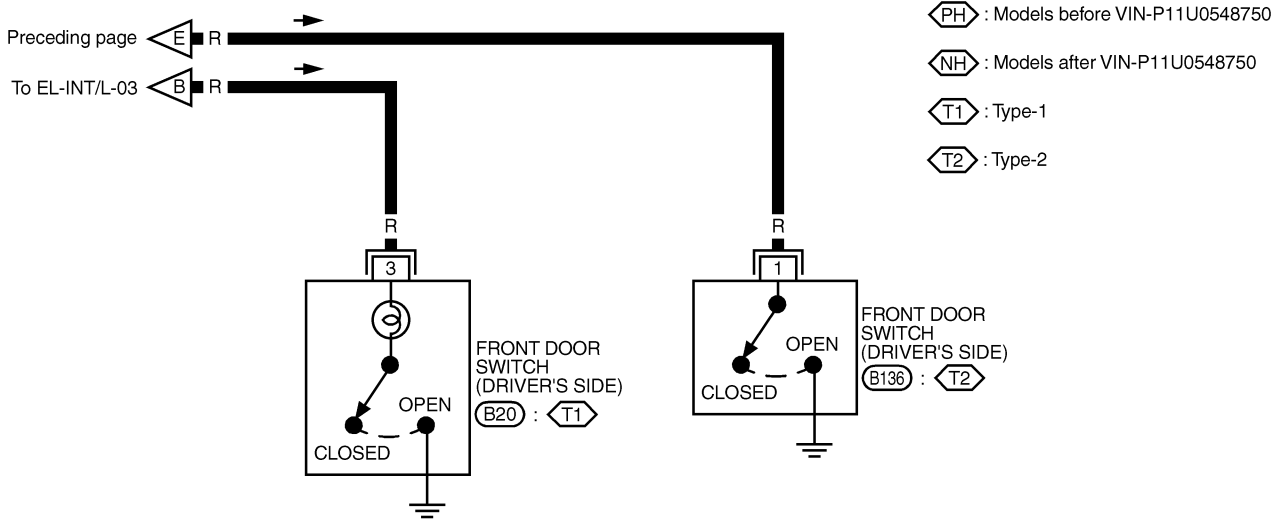 Preceding page E R
To EL-INT/L-03 B R
PH : Models before VIN-P11U0548750
NH : Models after VIN-P11U0548750
T1 : Type-1
T2 : Type-2
R
3
CLOSED
OPEN
FRONT DOOR
SWITCH
(DRIVER'S SIDE)
B20 : T1
R
1
CLOSED
OPEN
FRONT DOOR
SWITCH
(DRIVER'S SIDE)
B136 : T2